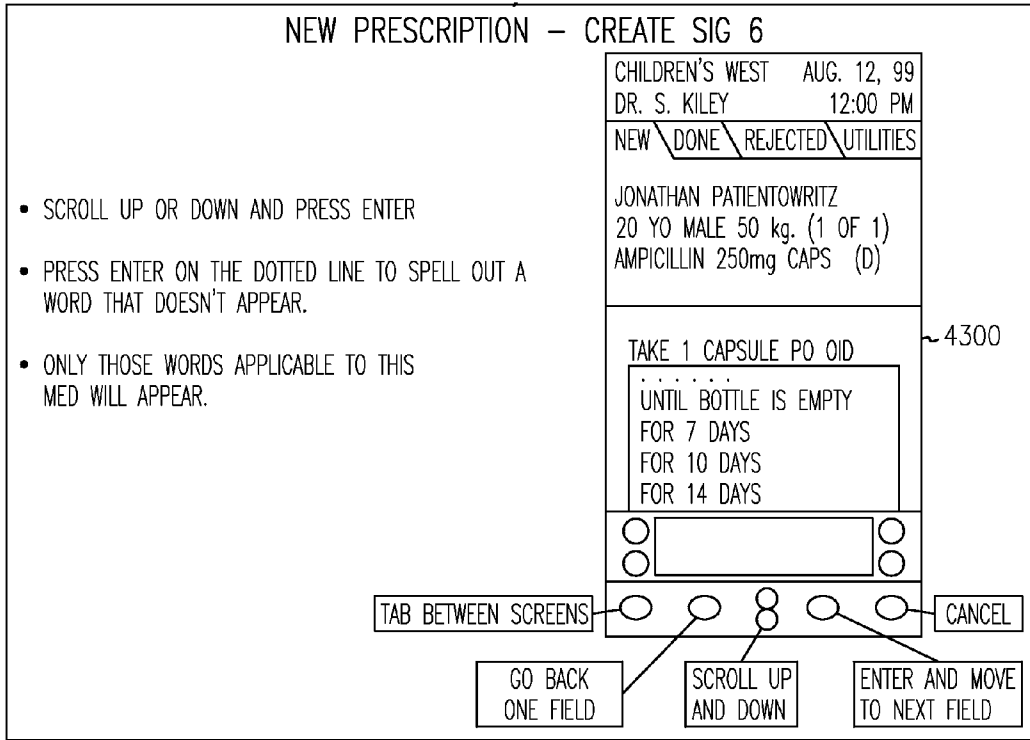 NEW PRESCRIPTION – CREATE SIG 6
• SCROLL UP OR DOWN AND PRESS ENTER
• PRESS ENTER ON THE DOTTED LINE TO SPELL OUT A
WORD THAT DOESN'T APPEAR.
• ONLY THOSE WORDS APPLICABLE TO THIS
MED WILL APPEAR.
CHILDREN'S WEST AUG. 12, 99
DR. S. KILEY 12:00 PM
NEW DONE REJECTED UTILITIES
JONATHAN PATIENTOWRITZ
20 YO MALE 50 kg. (1 OF 1)
AMPICILLIN 250mg CAPS (D)
4300
TAKE 1 CAPSULE PO OID
. . . . . .
UNTIL BOTTLE IS EMPTY
FOR 7 DAYS
FOR 10 DAYS
FOR 14 DAYS
TAB BETWEEN SCREENS
CANCEL
GO BACK
ONE FIELD
SCROLL UP
AND DOWN
ENTER AND MOVE
TO NEXT FIELD